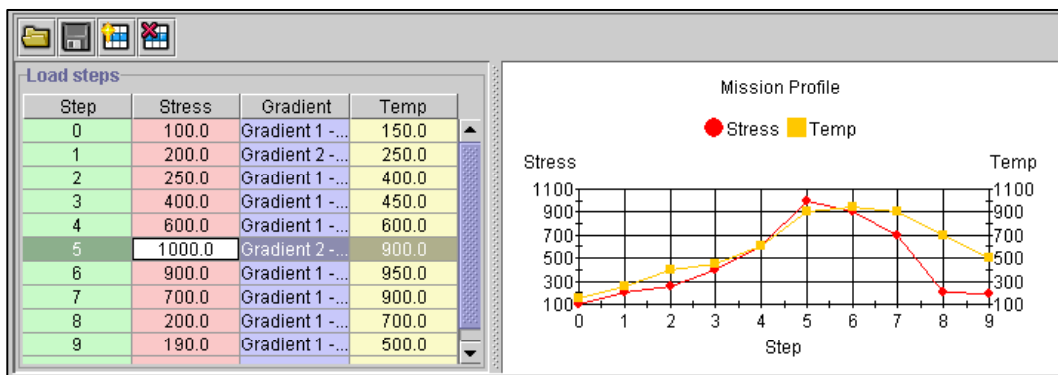 Load steps
Step Stress Gradient Temp
0 100.0 Gradient 1 -... 150.0
1 200.0 Gradient 2 -... 250.0
2 250.0 Gradient 1 -... 400.0
3 400.0 Gradient 1 -... 450.0
4 600.0 Gradient 1 -... 600.0
5 1000.0 Gradient 2 -... 900.0
6 900.0 Gradient 1 -... 950.0
7 700.0 Gradient 1 -... 900.0
8 200.0 Gradient 1 -... 700.0
9 190.0 Gradient 1 -... 500.0
Mission Profile
Stress Temp
Stress Temp
1100 1100
900 900
700 700
500 500
300 300
100 100
0 1 2 3 4 5 6 7 8 9
Step